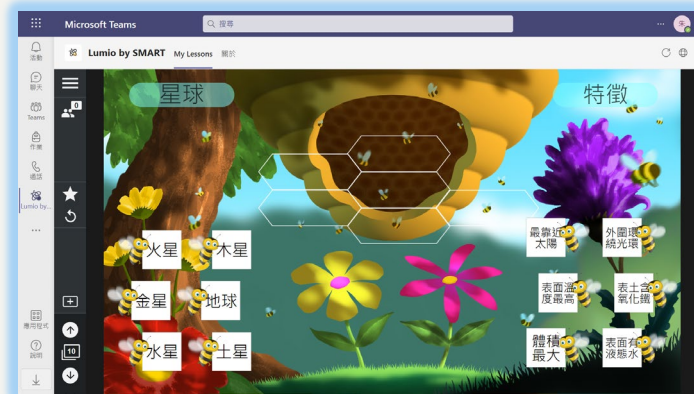 Microsoft Teams
搜尋
朱
Lumio by SMART
My Lessons
關於
活動
聊天
Teams
作業
通話
Lumio by...
應用程式
說明
0
10
星球
特徵
火星
木星
金星
地球
水星
土星
最靠近
太陽
外圍環
繞光環
表面溫
度最高
表土含
氧化鐵
體積
最大
表面有
液態水